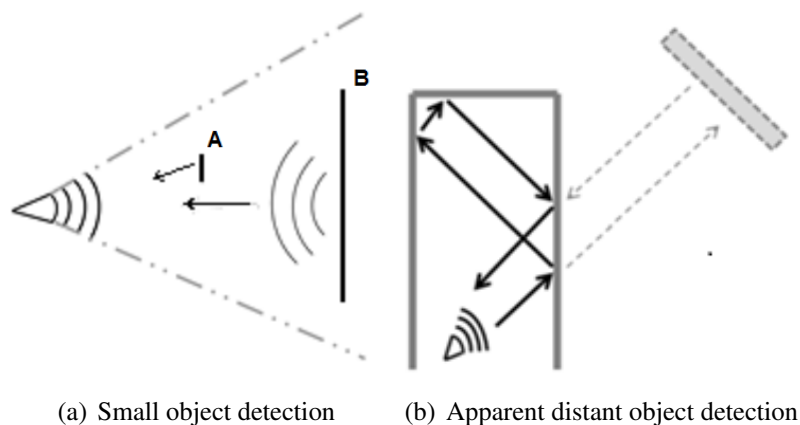 B
A
(a) Small object detection
(b) Apparent distant object detection